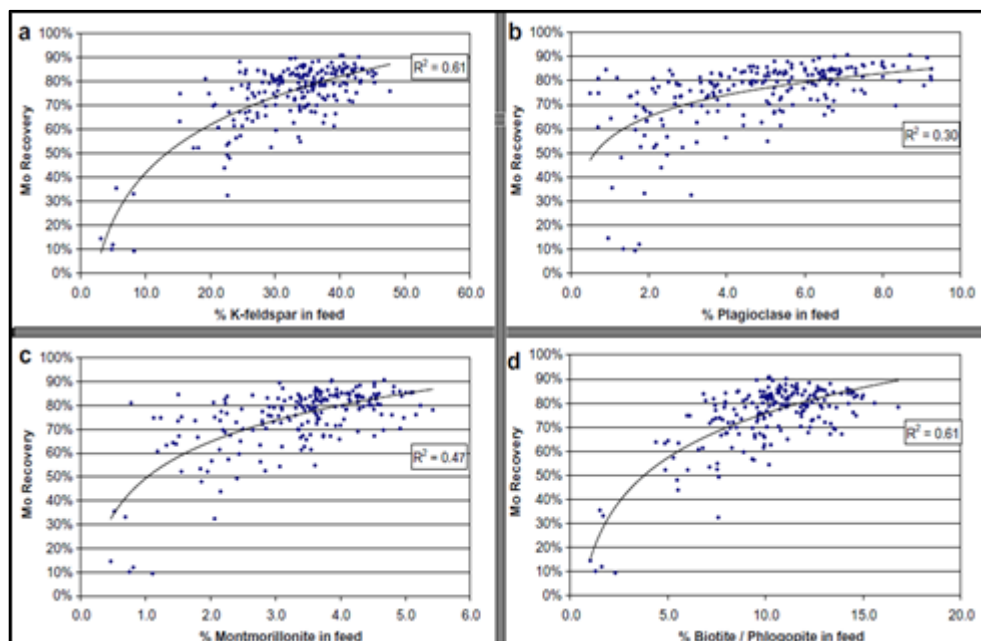 a
100%
90%
80%
70%
60%
50%
40%
30%
20%
10%
0%
Mo Recovery
R² = 0.61
0.0 10.0 20.0 30.0 40.0 50.0 60.0
% K-feldspar in feed
b
100%
90%
80%
70%
60%
50%
40%
30%
20%
10%
0%
Mo Recovery
R² = 0.30
0.0 2.0 4.0 6.0 8.0 10.0
% Plagioclase in feed
c
100%
90%
80%
70%
60%
50%
40%
30%
20%
10%
0%
Mo Recovery
R² = 0.47
0.0 1.0 2.0 3.0 4.0 5.0 6.0
% Montmorillonite in feed
d
100%
90%
80%
70%
60%
50%
40%
30%
20%
10%
0%
Mo Recovery
R² = 0.61
0.0 5.0 10.0 15.0 20.0
% Biotite / Phlogopite in feed